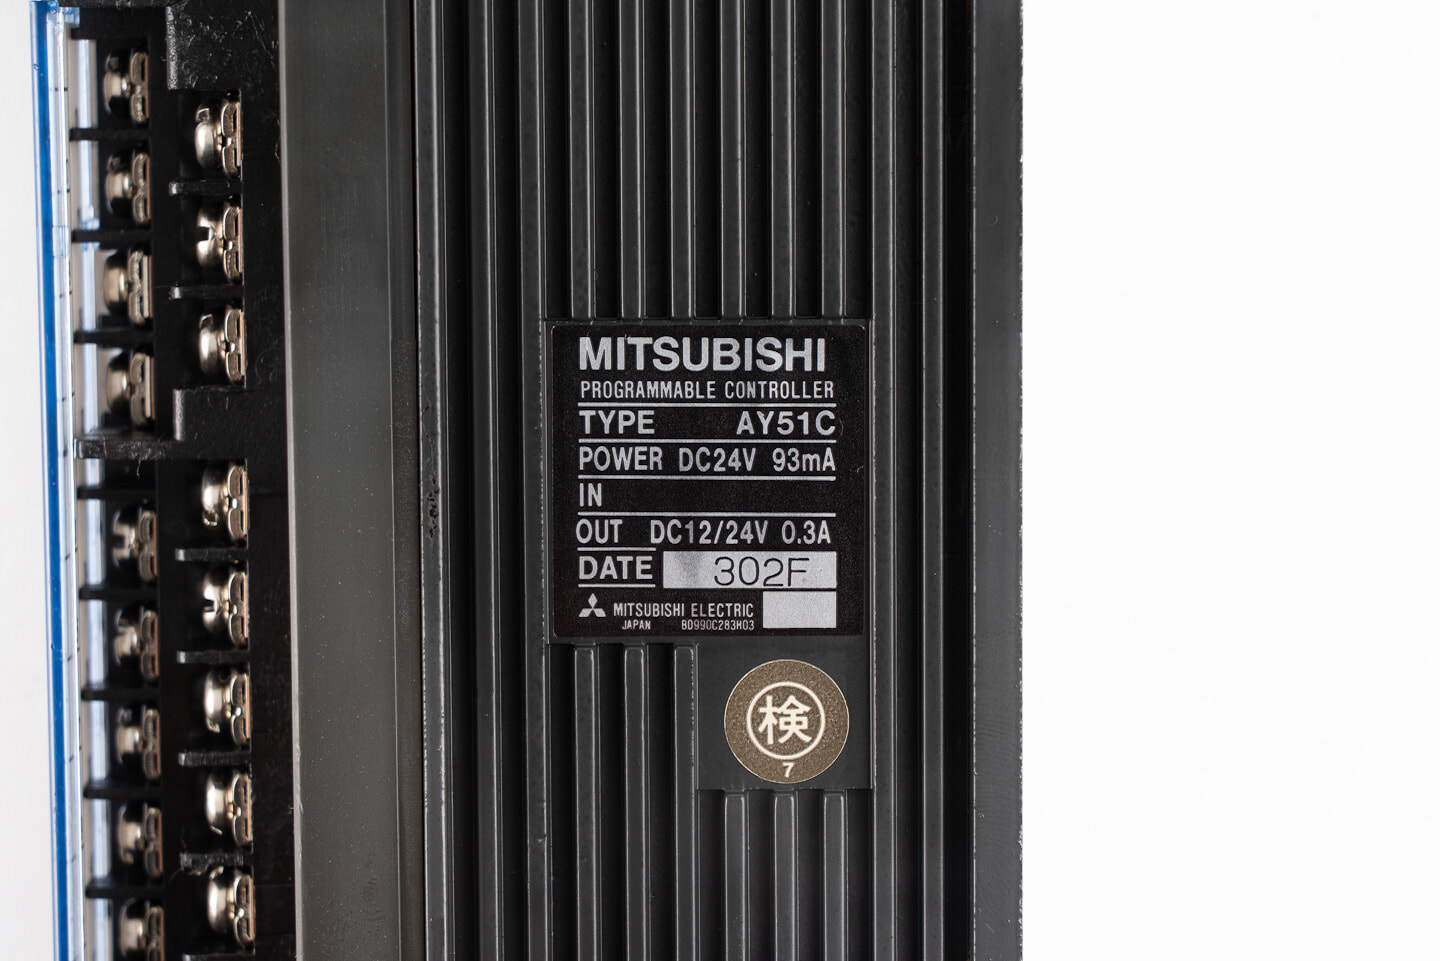 MITSUBISHI
PROGRAMMABLE CONTROLLER
TYPE AY51C
POWER DC24V 93mA
IN
OUT DC12/24V 0.3A
DATE 302F
MITSUBISHI ELECTRIC
JAPAN BD990C283H03
検
7